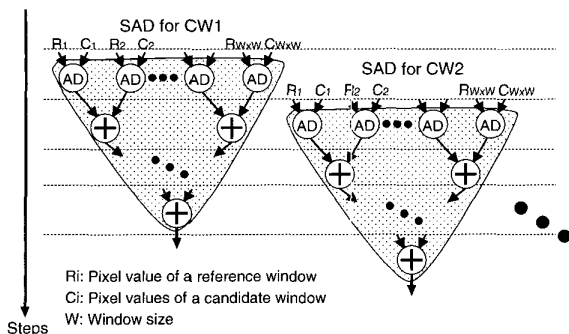 SAD for CW1
R1 C1 R2 C2 RWxW CWxW
AD AD AD AD
+ +
+
SAD for CW2
R1 C1 R2 C2 RWxW CWxW
AD AD AD AD
+ +
+
Ri: Pixel value of a reference window
Ci: Pixel values of a candidate window
W: Window size
Steps